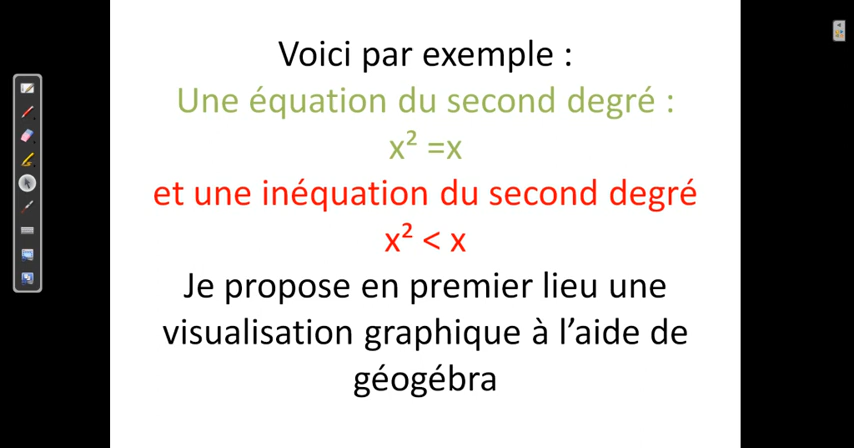 Voici par exemple :
Une équation du second degré :
x² =x
et une inéquation du second degré
x² < x
Je propose en premier lieu une
visualisation graphique à l’aide de
géogébra